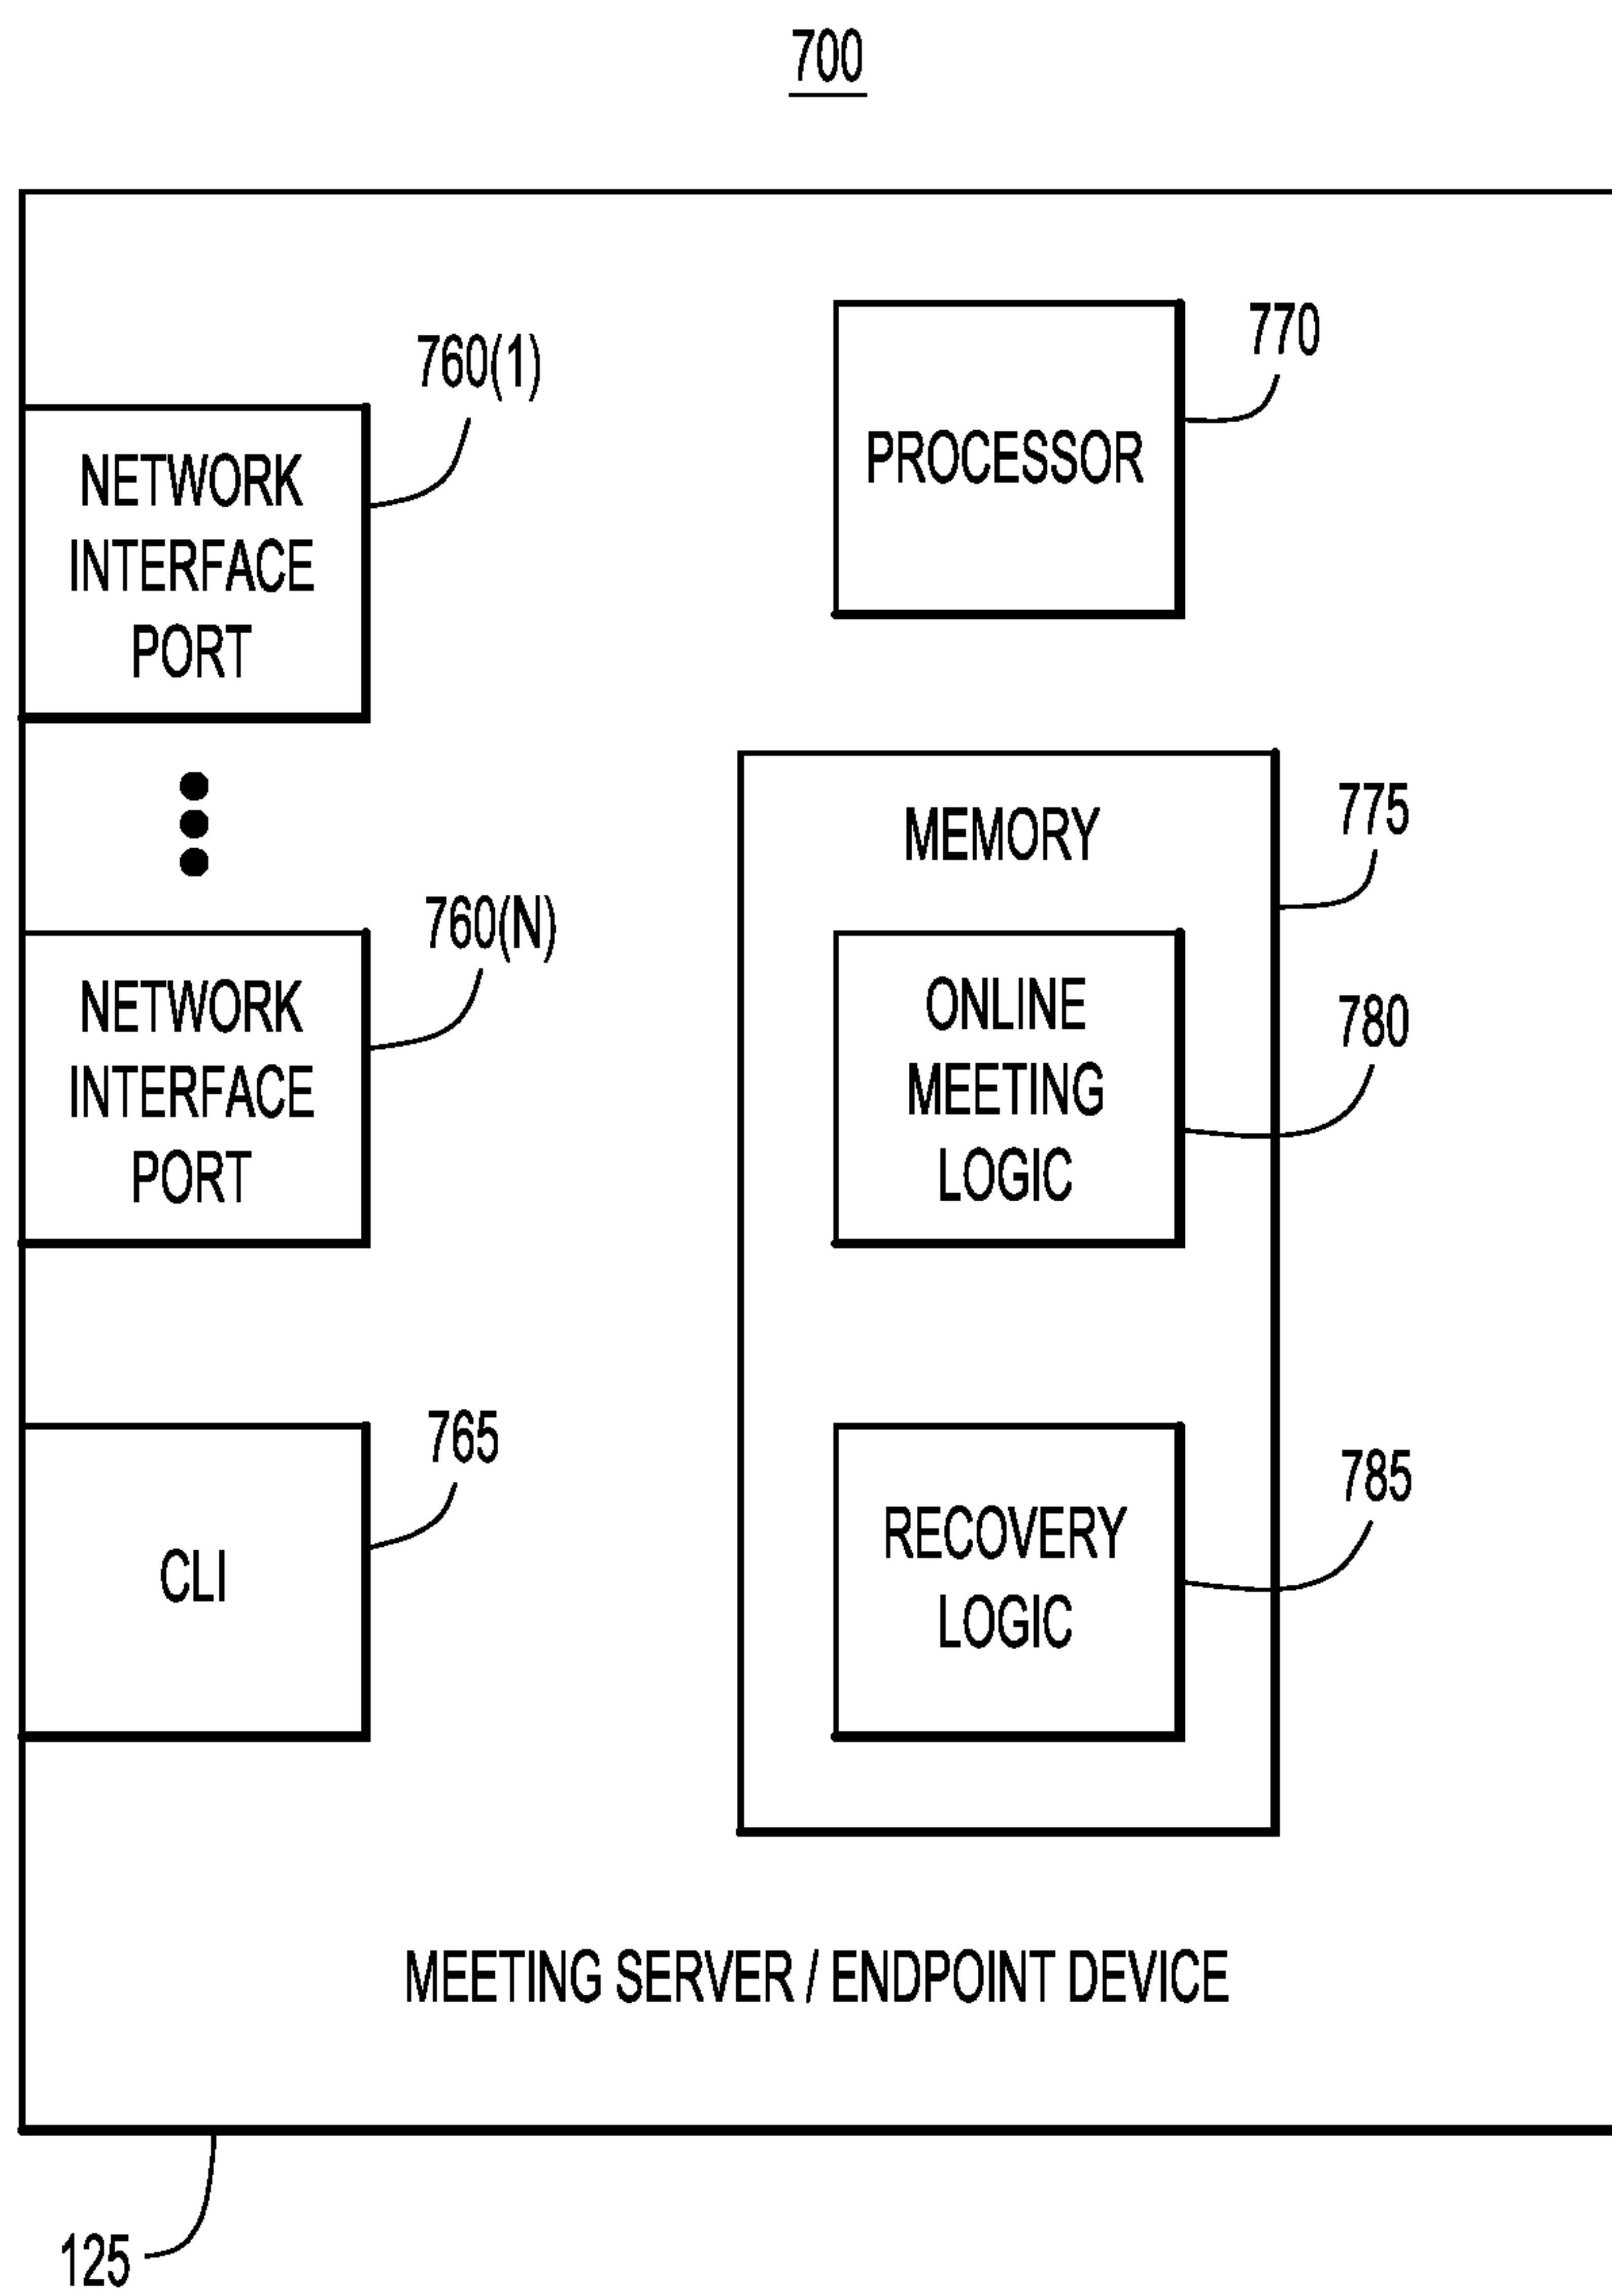 700
760(1)
NETWORK
INTERFACE
PORT
770
PROCESSOR
775
MEMORY
760(N)
NETWORK
INTERFACE
PORT
780
ONLINE
MEETING
LOGIC
765
CLI
785
RECOVERY
LOGIC
MEETING SERVER / ENDPOINT DEVICE
125